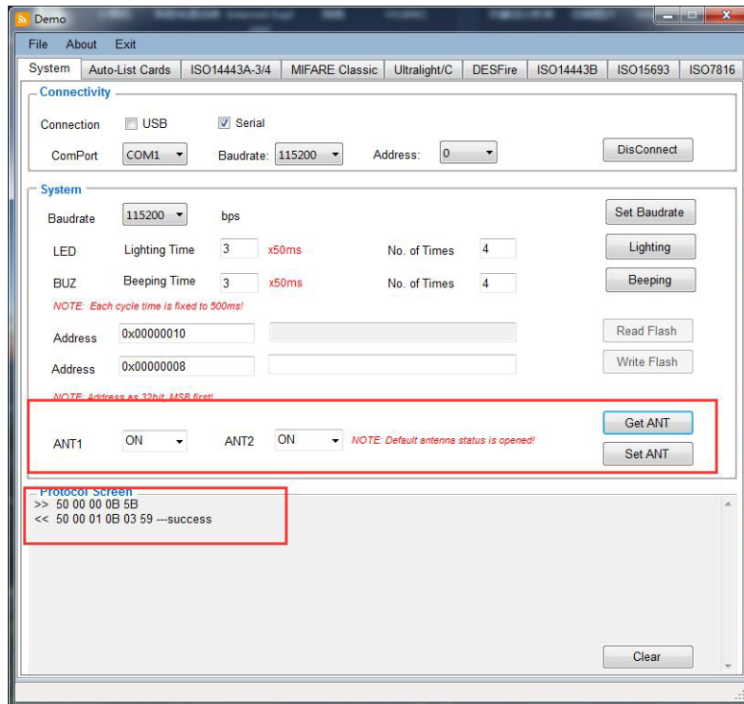 Demo
File About Exit
System Auto-List Cards ISO14443A-3/4 MIFARE Classic Ultralight/C DESFire ISO14443B ISO15693 ISO7816
Connectivity
Connection USB Serial
ComPort COM1 Baudrate: 115200 Address: 0 DisConnect
System
Baudrate 115200 bps Set Baudrate
LED Lighting Time 3 x50ms No. of Times 4 Lighting
BUZ Beeping Time 3 x50ms No. of Times 4 Beeping
NOTE: Each cycle time is fixed to 500ms!
Address 0x00000010 Read Flash
Address 0x00000008 Write Flash
NOTE: Address as 32bit, MSB first!
Get ANT
ANT1 ON ANT2 ON NOTE: Default antenna status is opened!
Set ANT
Protocol Screen
>> 50 00 00 0B 5B
<< 50 00 01 0B 03 59 ---success
Clear